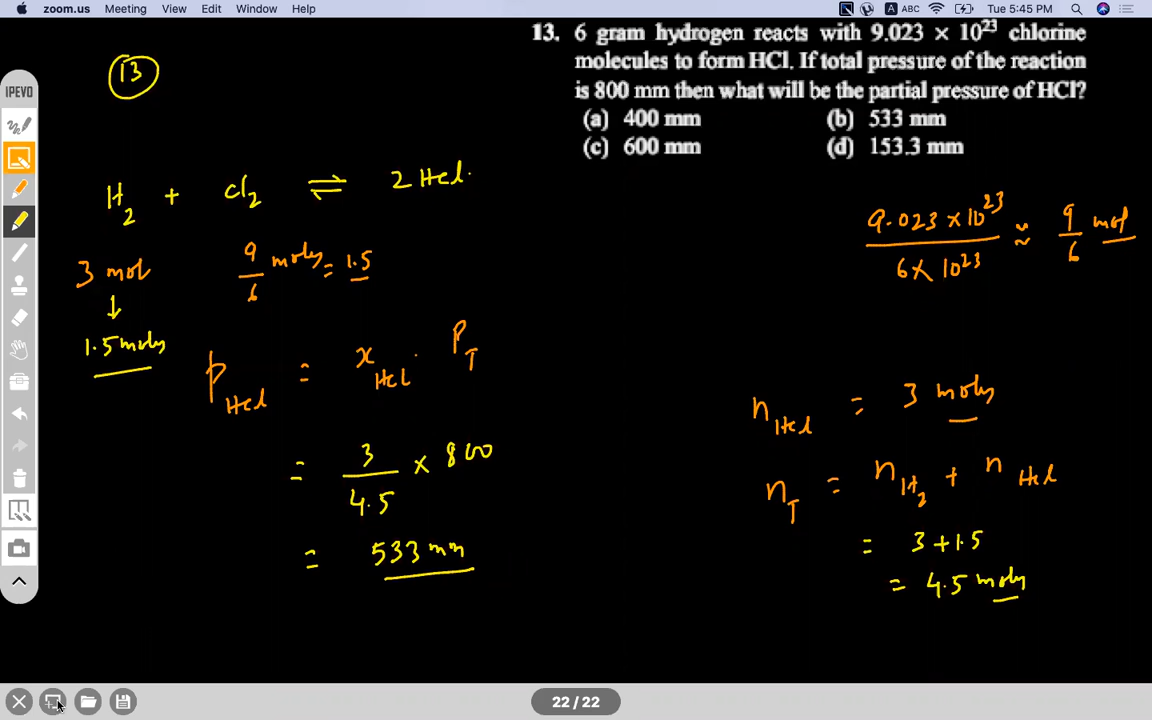 zoom.us Meeting View Edit Window Help
ABC Tue 5:45 PM
IPEVO
13
13. 6 gram hydrogen reacts with 9.023 × 10²³ chlorine
molecules to form HCl. If total pressure of the reaction
is 800 mm then what will be the partial pressure of HCl?
(a) 400 mm (b) 533 mm
(c) 600 mm (d) 153.3 mm
H₂ + Cl₂ ⇌ 2 HCl.
3 mol 9/6 moles = 1.5
↓
1.5 moles
9.023 × 10²³ / 6 × 10²³ ≈ 9/6 mol
p_HCl = x_HCl · P_T
= 3/4.5 × 800
= 533 mm
n_HCl = 3 moles
n_T = n_H₂ + n_HCl
= 3 + 1.5
= 4.5 moles
22 / 22